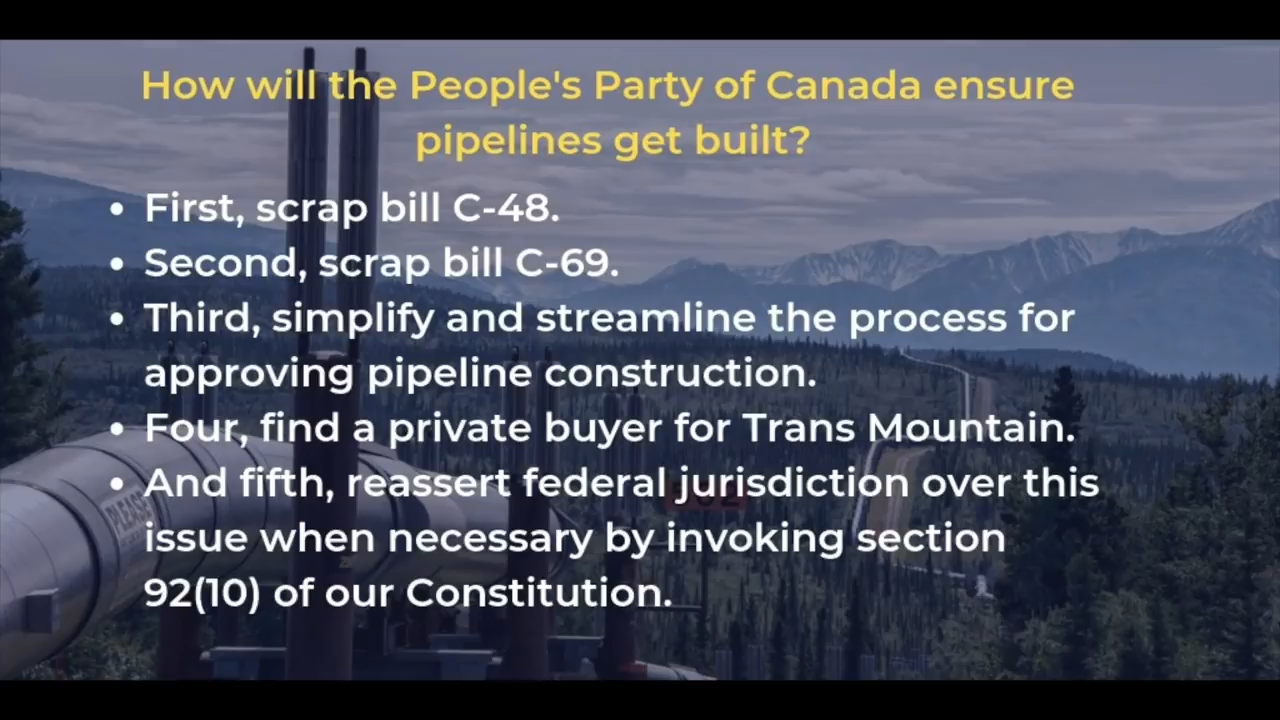 How will the People's Party of Canada ensure
pipelines get built?
• First, scrap bill C-48.
• Second, scrap bill C-69.
• Third, simplify and streamline the process for
approving pipeline construction.
• Four, find a private buyer for Trans Mountain.
• And fifth, reassert federal jurisdiction over this
issue when necessary by invoking section
92(10) of our Constitution.
PLEASE